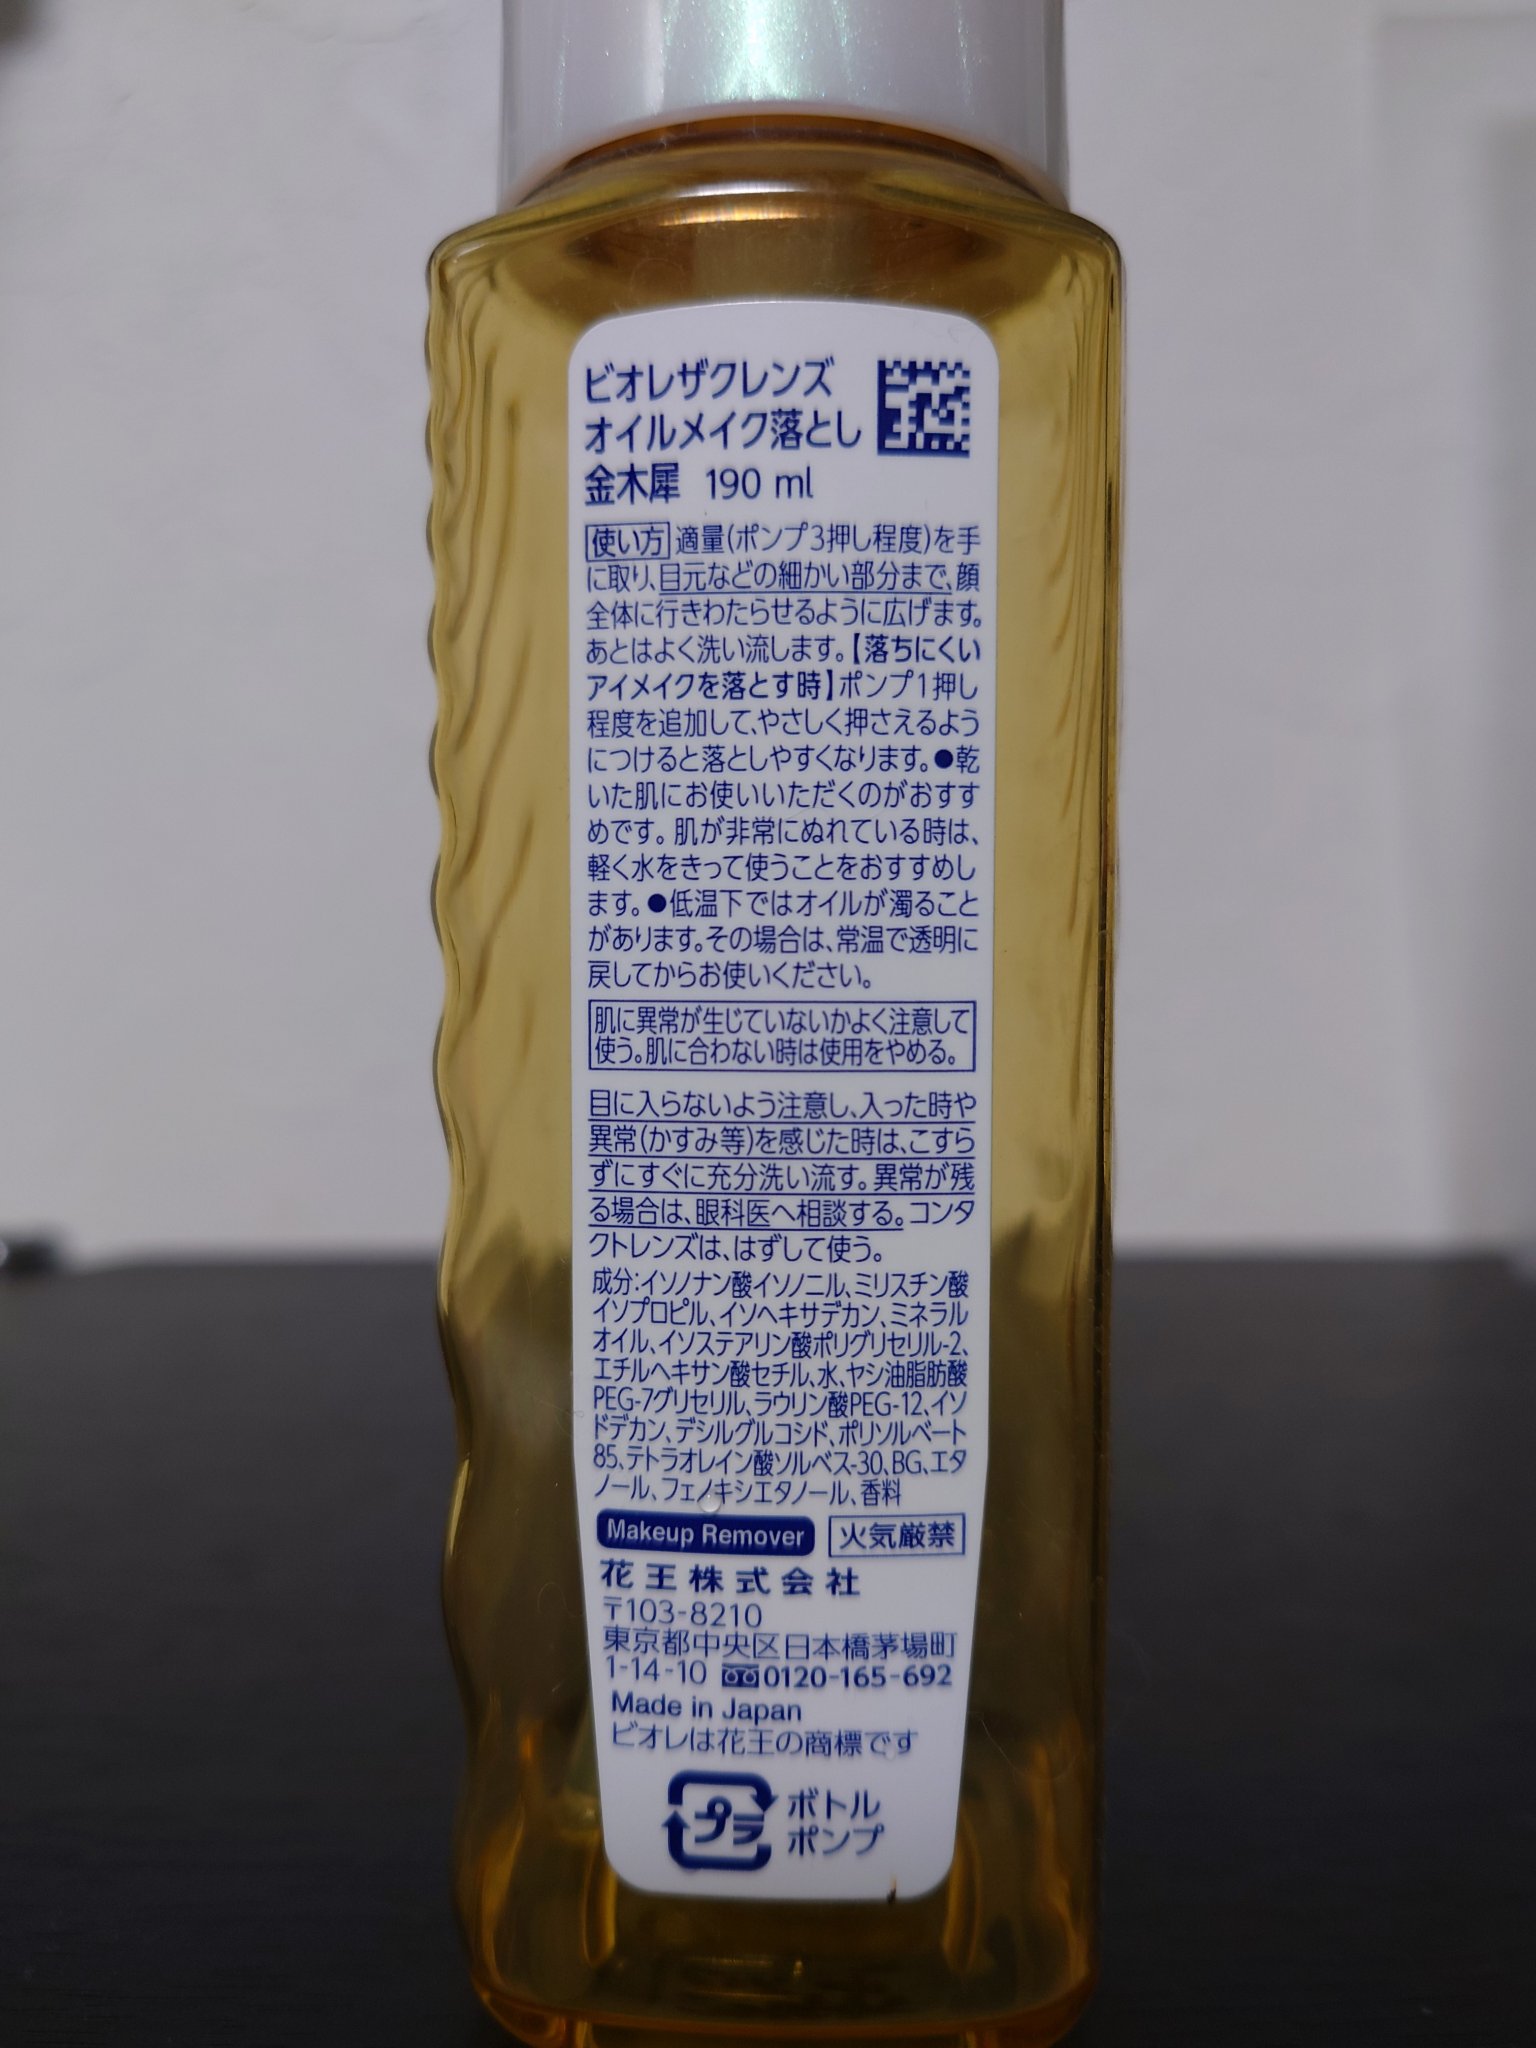 ビオレザクレンズ
オイルメイク落とし
金木犀 190 ml
使い方 適量(ポンプ3押し程度)を手
に取り、目元などの細かい部分まで、顔
全体に行きわたらせるように広げます。
あとはよく洗い流します。【落ちにくい
アイメイクを落とす時】ポンプ1押し
程度を追加して、やさしく押さえるよう
につけると落としやすくなります。●乾
いた肌にお使いいただくのがおすす
めです。肌が非常にぬれている時は、
軽く水をきって使うことをおすすめし
ます。●低温下ではオイルが濁ること
があります。その場合は、常温で透明に
戻してからお使いください。
肌に異常が生じていないかよく注意して
使う。肌に合わない時は使用をやめる。
目に入らないよう注意し、入った時や
異常(かすみ等)を感じた時は、こすら
ずにすぐに充分洗い流す。異常が残
る場合は、眼科医へ相談する。コンタ
クトレンズは、はずして使う。
成分:イソノナン酸イソノニル、ミリスチン酸
イソプロピル、イソヘキサデカン、ミネラル
オイル、イソステアリン酸ポリグリセリル-2、
エチルヘキサン酸セチル、水、ヤシ油脂肪酸
PEG-7グリセリル、ラウリン酸PEG-12、イソ
ドデカン、デシルグルコシド、ポリソルベート
85、テトラオレイン酸ソルベス-30、BG、エタ
ノール、フェノキシエタノール、香料
Makeup Remover 火気厳禁
花王株式会社
〒103-8210
東京都中央区日本橋茅場町
1-14-10 0120-165-692
Made in Japan
ビオレは花王の商標です
プラ ボトル
ポンプ